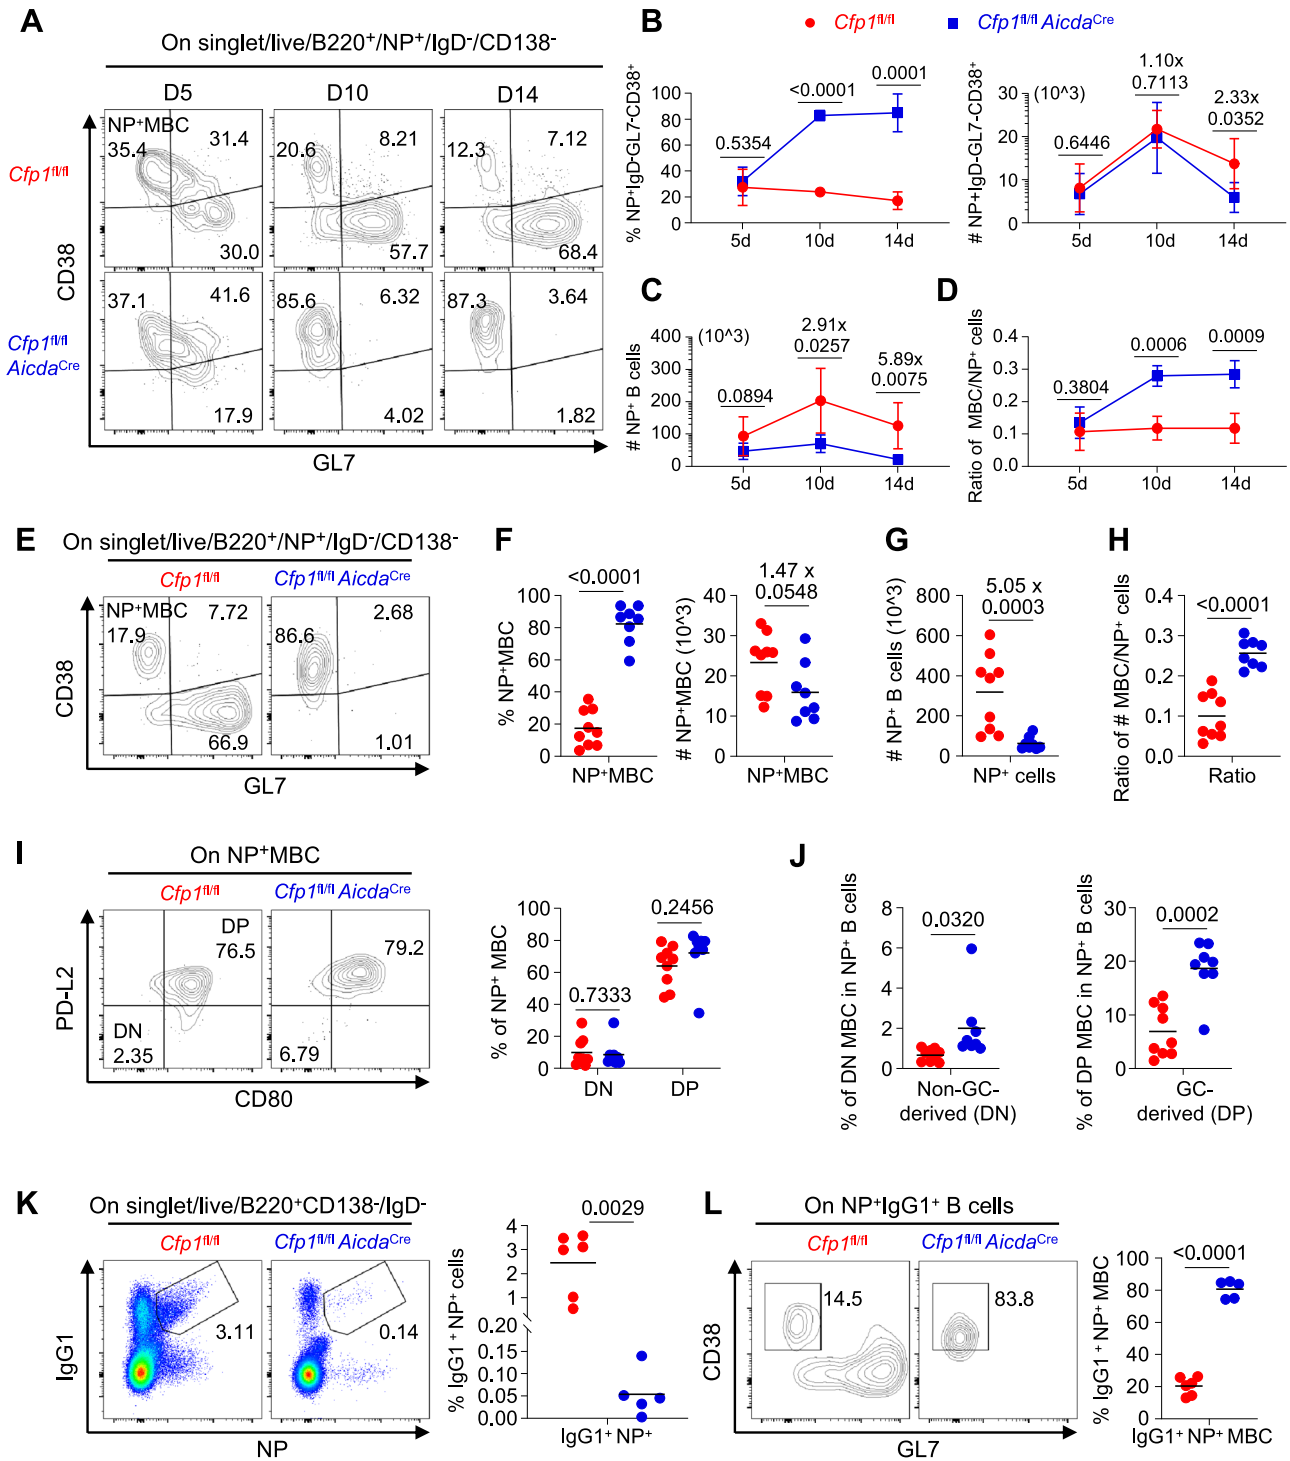 A
On singlet/live/B220⁺/NP⁺/IgD⁻/CD138⁻
D5 D10 D14
Cfp1fl/fl
NP⁺MBC
35.4 31.4 30.0
20.6 8.21 57.7
12.3 7.12 68.4
Cfp1fl/fl
AicdaCre
37.1 41.6 17.9
85.6 6.32 4.02
87.3 3.64 1.82
CD38
GL7
B
Cfp1fl/fl Cfp1fl/fl AicdaCre
% NP⁺IgD-GL7-CD38⁺
100
80
60
40
20
0
0.5354 <0.0001 0.0001
5d 10d 14d
# NP+IgD-GL7-CD38⁺
(10^3)
30
20
10
0
0.6446
1.10x
0.7113
2.33x
0.0352
5d 10d 14d
C
# NP⁺ B cells
(10^3)
400
300
200
100
0
0.0894
2.91x
0.0257
5.89x
0.0075
5d 10d 14d
D
Ratio of MBC/NP⁺ cells
0.4
0.3
0.2
0.1
0.0
0.3804 0.0006 0.0009
5d 10d 14d
E
On singlet/live/B220⁺/NP⁺/IgD⁻/CD138⁻
Cfp1fl/fl Cfp1fl/fl AicdaCre
NP⁺MBC
17.9 7.72 66.9
86.6 2.68 1.01
CD38
GL7
F
% NP⁺MBC
100
80
60
40
20
0
<0.0001
NP⁺MBC
# NP⁺MBC (10^3)
40
30
20
10
0
1.47 x
0.0548
NP⁺MBC
G
# NP⁺ B cells (10^3)
800
600
400
200
0
5.05 x
0.0003
NP⁺ cells
H
Ratio of # MBC/NP⁺ cells
0.4
0.3
0.2
0.1
0.0
<0.0001
Ratio
I
On NP⁺MBC
Cfp1fl/fl Cfp1fl/fl AicdaCre
DP
76.5
DN
2.35
79.2
6.79
PD-L2
CD80
% of NP⁺ MBC
100
80
60
40
20
0
0.7333 0.2456
DN DP
J
% of DN MBC in NP⁺ B cells
8
6
4
2
0
0.0320
Non-GC-
derived (DN)
% of DP MBC in NP⁺ B cells
30
20
10
0
0.0002
GC-
derived (DP)
K
On singlet/live/B220⁺CD138⁻/IgD⁻
Cfp1fl/fl Cfp1fl/fl AicdaCre
3.11 0.14
IgG1
NP
% IgG1⁺ NP⁺ cells
4
3
2
1
0.20
0.15
0.10
0.05
0.00
0.0029
IgG1⁺ NP⁺
L
On NP⁺IgG1⁺ B cells
Cfp1fl/fl Cfp1fl/fl AicdaCre
14.5 83.8
CD38
GL7
% IgG1⁺ NP⁺ MBC
100
80
60
40
20
0
<0.0001
IgG1⁺ NP⁺ MBC